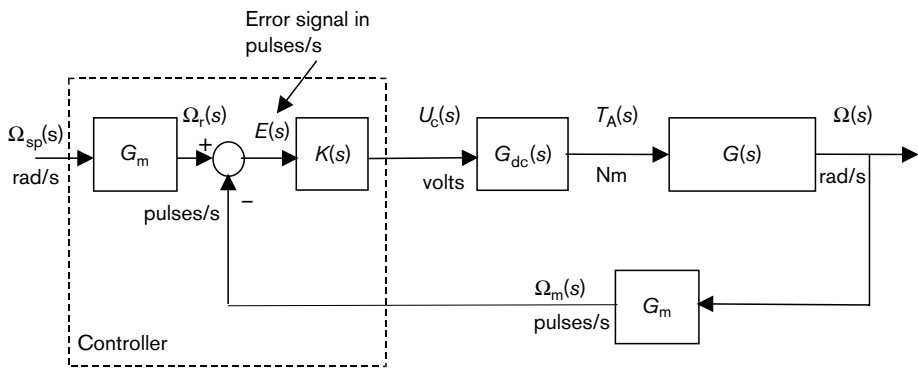 Error signal in
pulses/s
Ω_sp(s)
rad/s
G_m
Ω_r(s)
+
−
pulses/s
E(s)
K(s)
U_c(s)
volts
G_dc(s)
T_A(s)
Nm
G(s)
Ω(s)
rad/s
Ω_m(s)
pulses/s
G_m
Controller